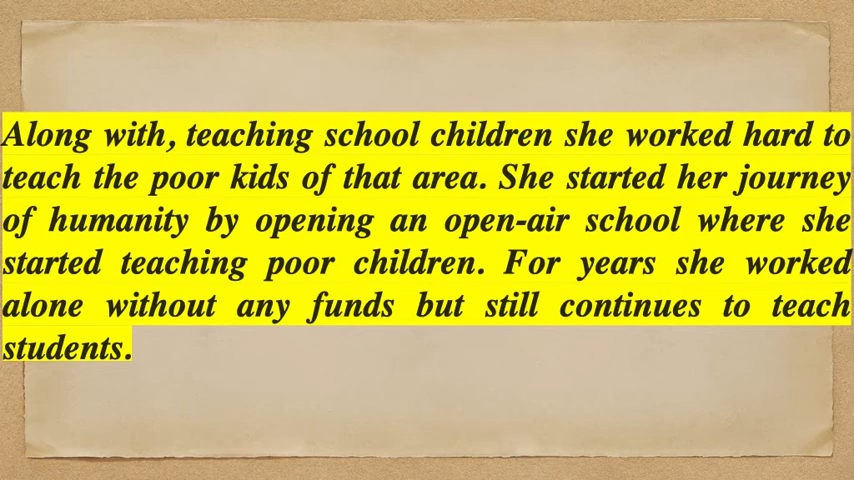 Along with, teaching school children she worked hard to
teach the poor kids of that area. She started her journey
of humanity by opening an open-air school where she
started teaching poor children. For years she worked
alone without any funds but still continues to teach
students.